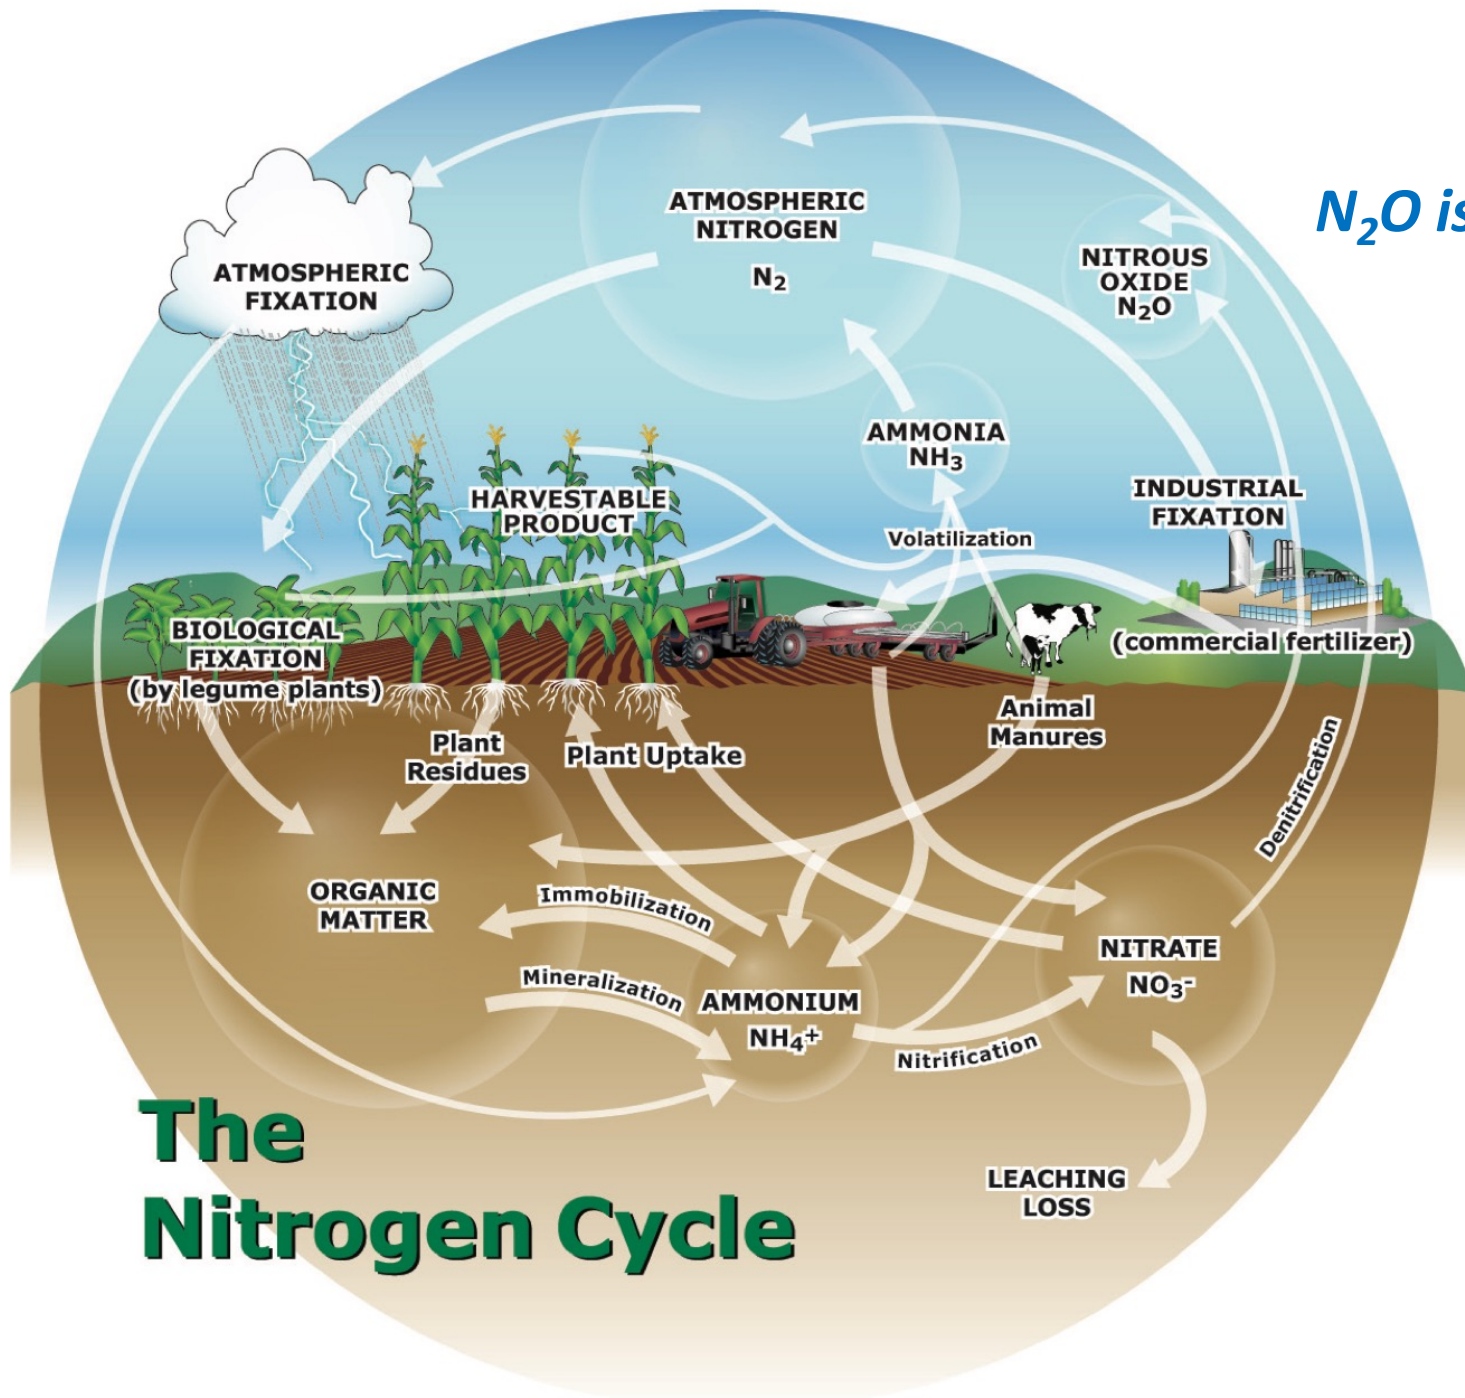 ATMOSPHERIC
NITROGEN
N₂
N₂O is
NITROUS
OXIDE
N₂O
ATMOSPHERIC
FIXATION
AMMONIA
NH₃
HARVESTABLE
PRODUCT
INDUSTRIAL
FIXATION
Volatilization
BIOLOGICAL
FIXATION
(by legume plants)
(commercial fertilizer)
Plant
Residues
Plant Uptake
Animal
Manures
Denitrification
ORGANIC
MATTER
Immobilization
Mineralization
AMMONIUM
NH₄⁺
Nitrification
NITRATE
NO₃⁻
LEACHING
LOSS
The
Nitrogen Cycle